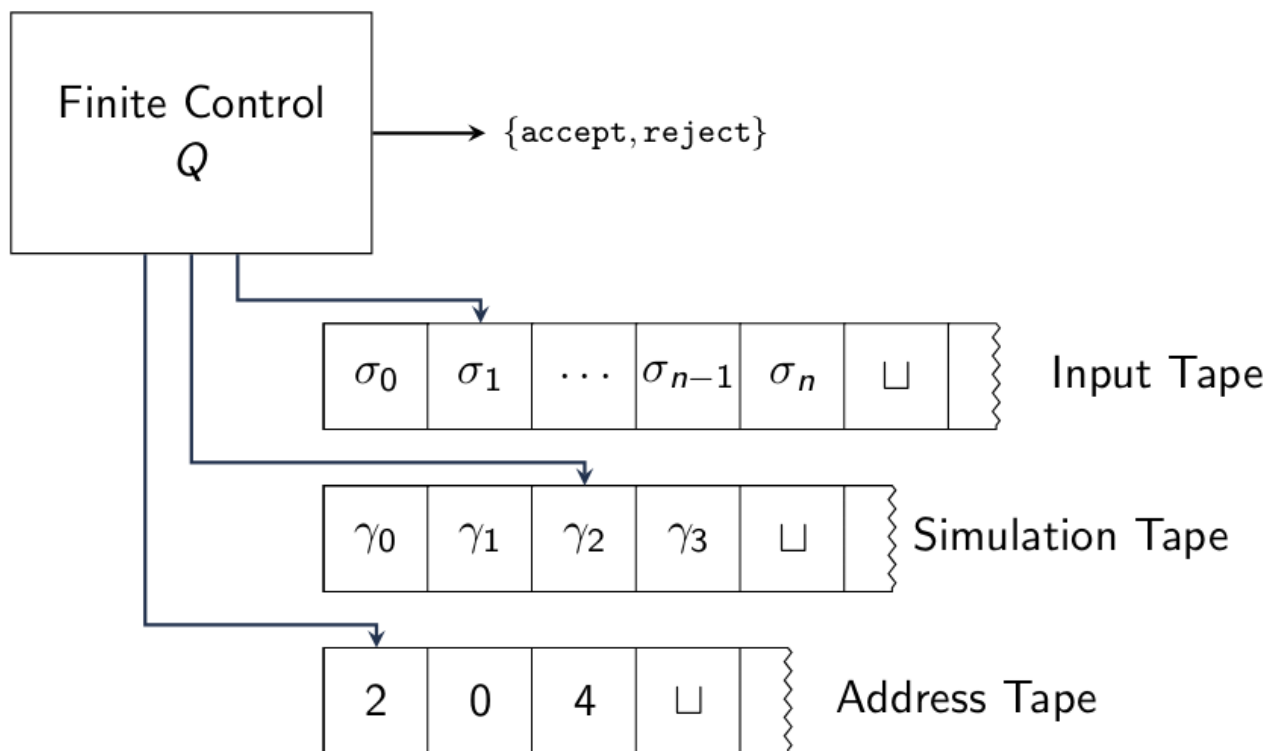 Finite Control
Q
{accept, reject}
σ₀ σ₁ ⋯ σₙ₋₁ σₙ ⊔ Input Tape
γ₀ γ₁ γ₂ γ₃ ⊔ Simulation Tape
2 0 4 ⊔ Address Tape